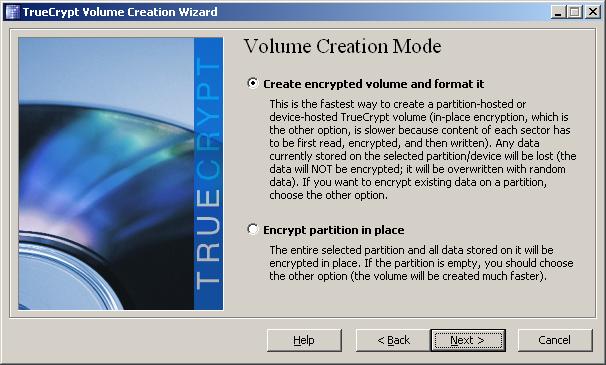 TrueCrypt Volume Creation Wizard
TRUECRYPT
Volume Creation Mode
Create encrypted volume and format it
This is the fastest way to create a partition-hosted or
device-hosted TrueCrypt volume (in-place encryption, which is
the other option, is slower because content of each sector has
to be first read, encrypted, and then written). Any data
currently stored on the selected partition/device will be lost (the
data will NOT be encrypted; it will be overwritten with random
data). If you want to encrypt existing data on a partition,
choose the other option.
Encrypt partition in place
The entire selected partition and all data stored on it will be
encrypted in place. If the partition is empty, you should choose
the other option (the volume will be created much faster).
Help
< Back
Next >
Cancel